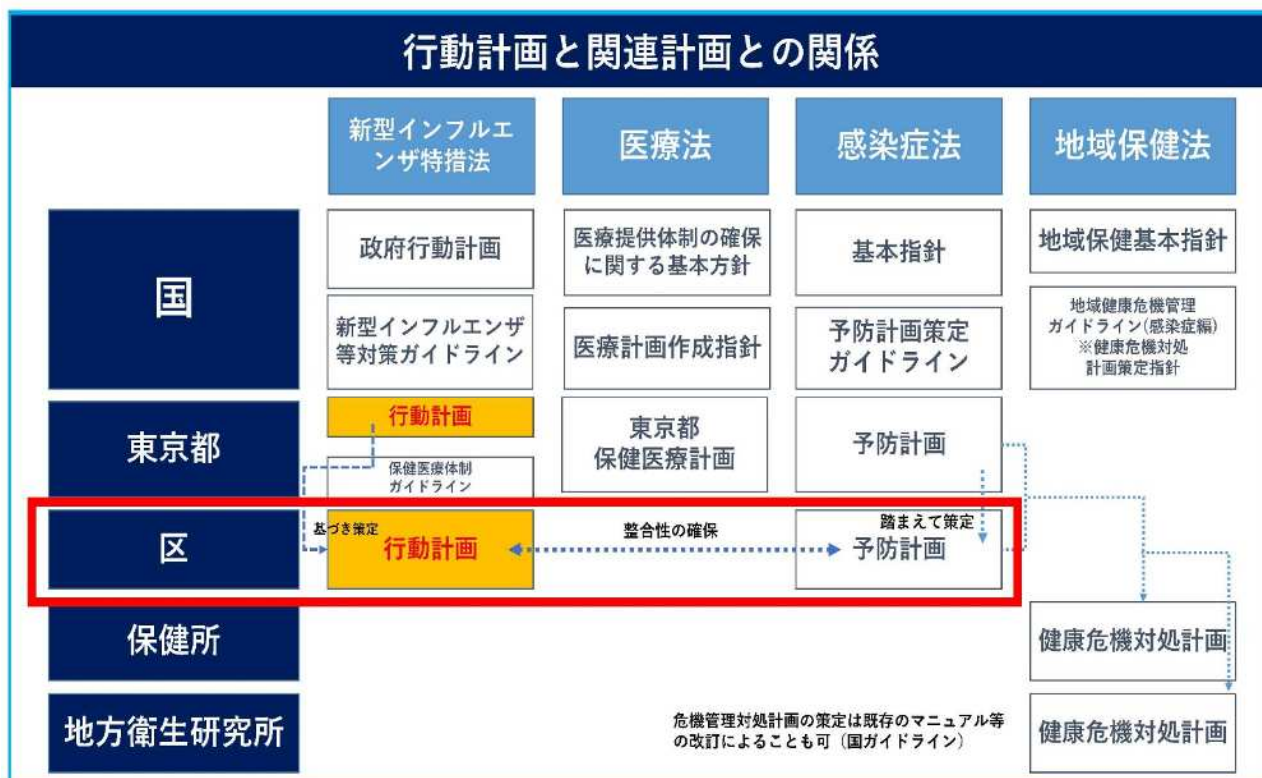 行動計画と関連計画との関係
新型インフルエ
ンザ特措法
医療法
感染症法
地域保健法
国
政府行動計画
医療提供体制の確保
に関する基本方針
基本指針
地域保健基本指針
新型インフルエンザ
等対策ガイドライン
医療計画作成指針
予防計画策定
ガイドライン
地域健康危機管理
ガイドライン(感染症編)
※健康危機対処
計画策定指針
東京都
行動計画
保健医療体制
ガイドライン
東京都
保健医療計画
予防計画
区
基づき策定
行動計画
整合性の確保
踏まえて策定
予防計画
保健所
健康危機対処計画
地方衛生研究所
危機管理対処計画の策定は既存のマニュアル等
の改訂によることも可（国ガイドライン）
健康危機対処計画